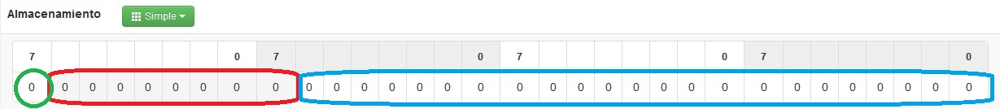 Almacenamiento Simple
7 0 7 0 7 0 7 0
0 0 0 0 0 0 0 0 0 0 0 0 0 0 0 0 0 0 0 0 0 0 0 0 0 0 0 0 0 0 0 0